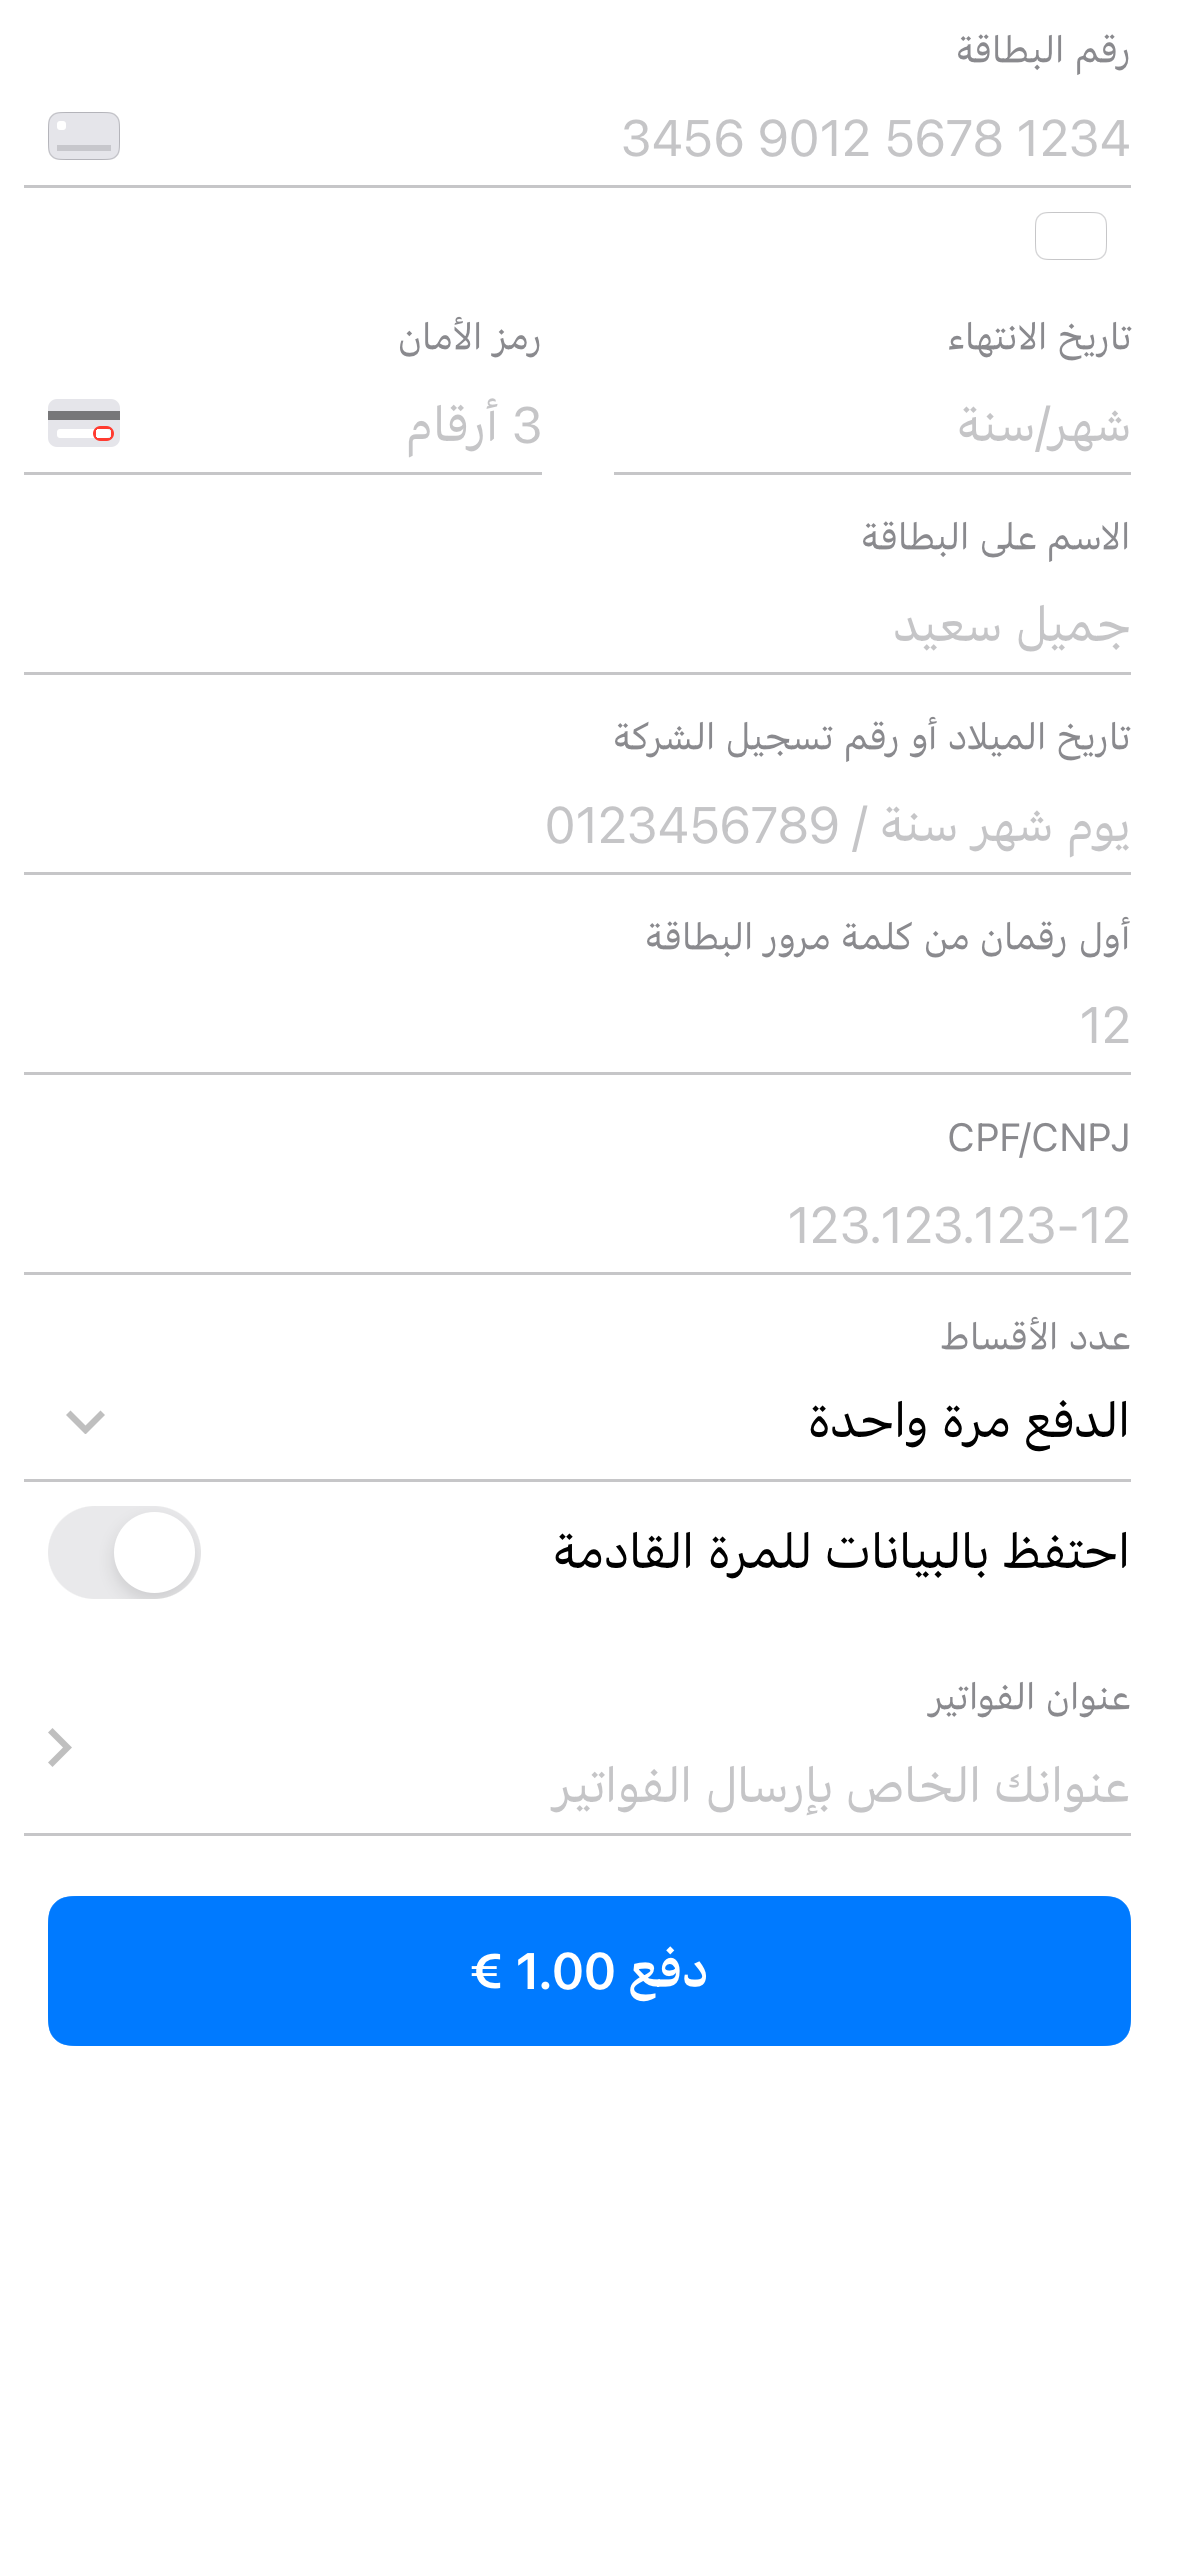 رقم البطاقة
3456 9012 5678 1234
تاريخ الانتهاء
رمز الأمان
شهر/سنة
3 أرقام
الاسم على البطاقة
جميل سعيد
تاريخ الميلاد أو رقم تسجيل الشركة
يوم شهر سنة / 0123456789
أول رقمان من كلمة مرور البطاقة
12
CPF/CNPJ
123.123.123-12
عدد الأقساط
الدفع مرة واحدة
احتفظ بالبيانات للمرة القادمة
عنوان الفواتير
عنوانك الخاص بإرسال الفواتير
دفع 1.00 €